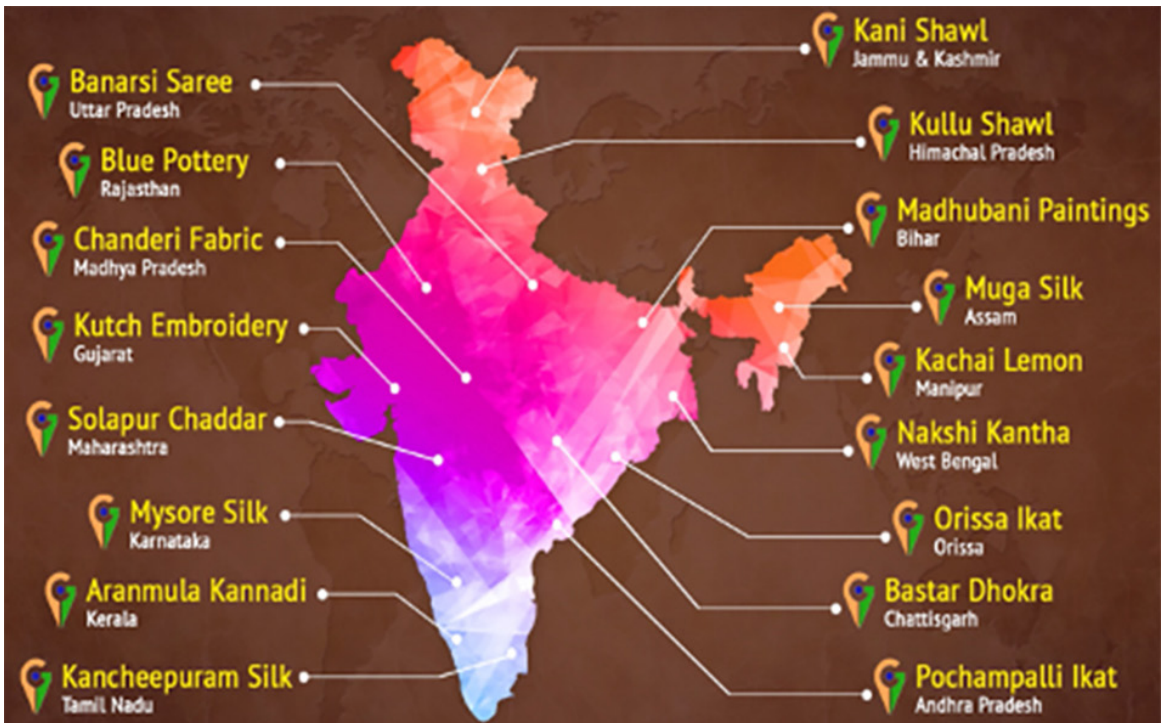 Banarsi Saree
Uttar Pradesh
Blue Pottery
Rajasthan
Chanderi Fabric
Madhya Pradesh
Kutch Embroidery
Gujarat
Solapur Chaddar
Maharashtra
Mysore Silk
Karnataka
Aranmula Kannadi
Kerala
Kancheepuram Silk
Tamil Nadu
Kani Shawl
Jammu & Kashmir
Kullu Shawl
Himachal Pradesh
Madhubani Paintings
Bihar
Muga Silk
Assam
Kachai Lemon
Manipur
Nakshi Kantha
West Bengal
Orissa Ikat
Orissa
Bastar Dhokra
Chattisgarh
Pochampalli Ikat
Andhra Pradesh